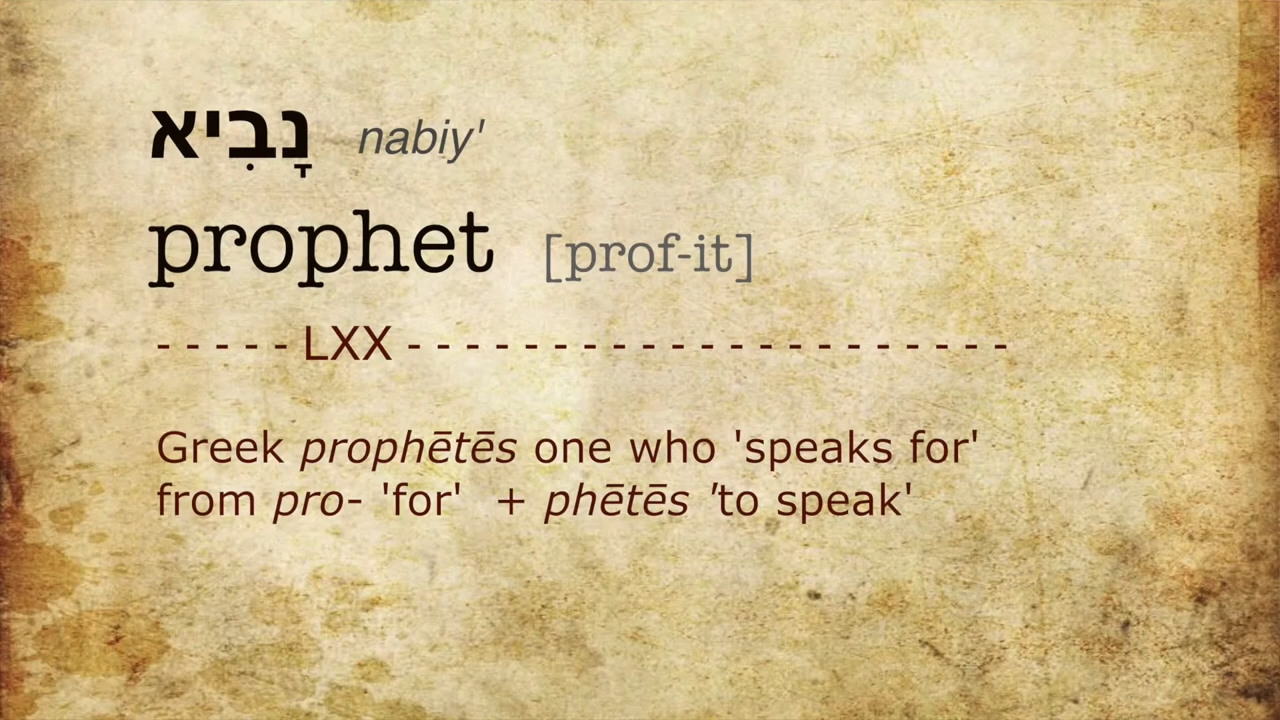 נָבִיא nabiy'
prophet [prof-it]
- - - - - LXX - - - - - - - - - - - - - - - - - - - - -
Greek prophētēs one who 'speaks for'
from pro- 'for' + phētēs 'to speak'